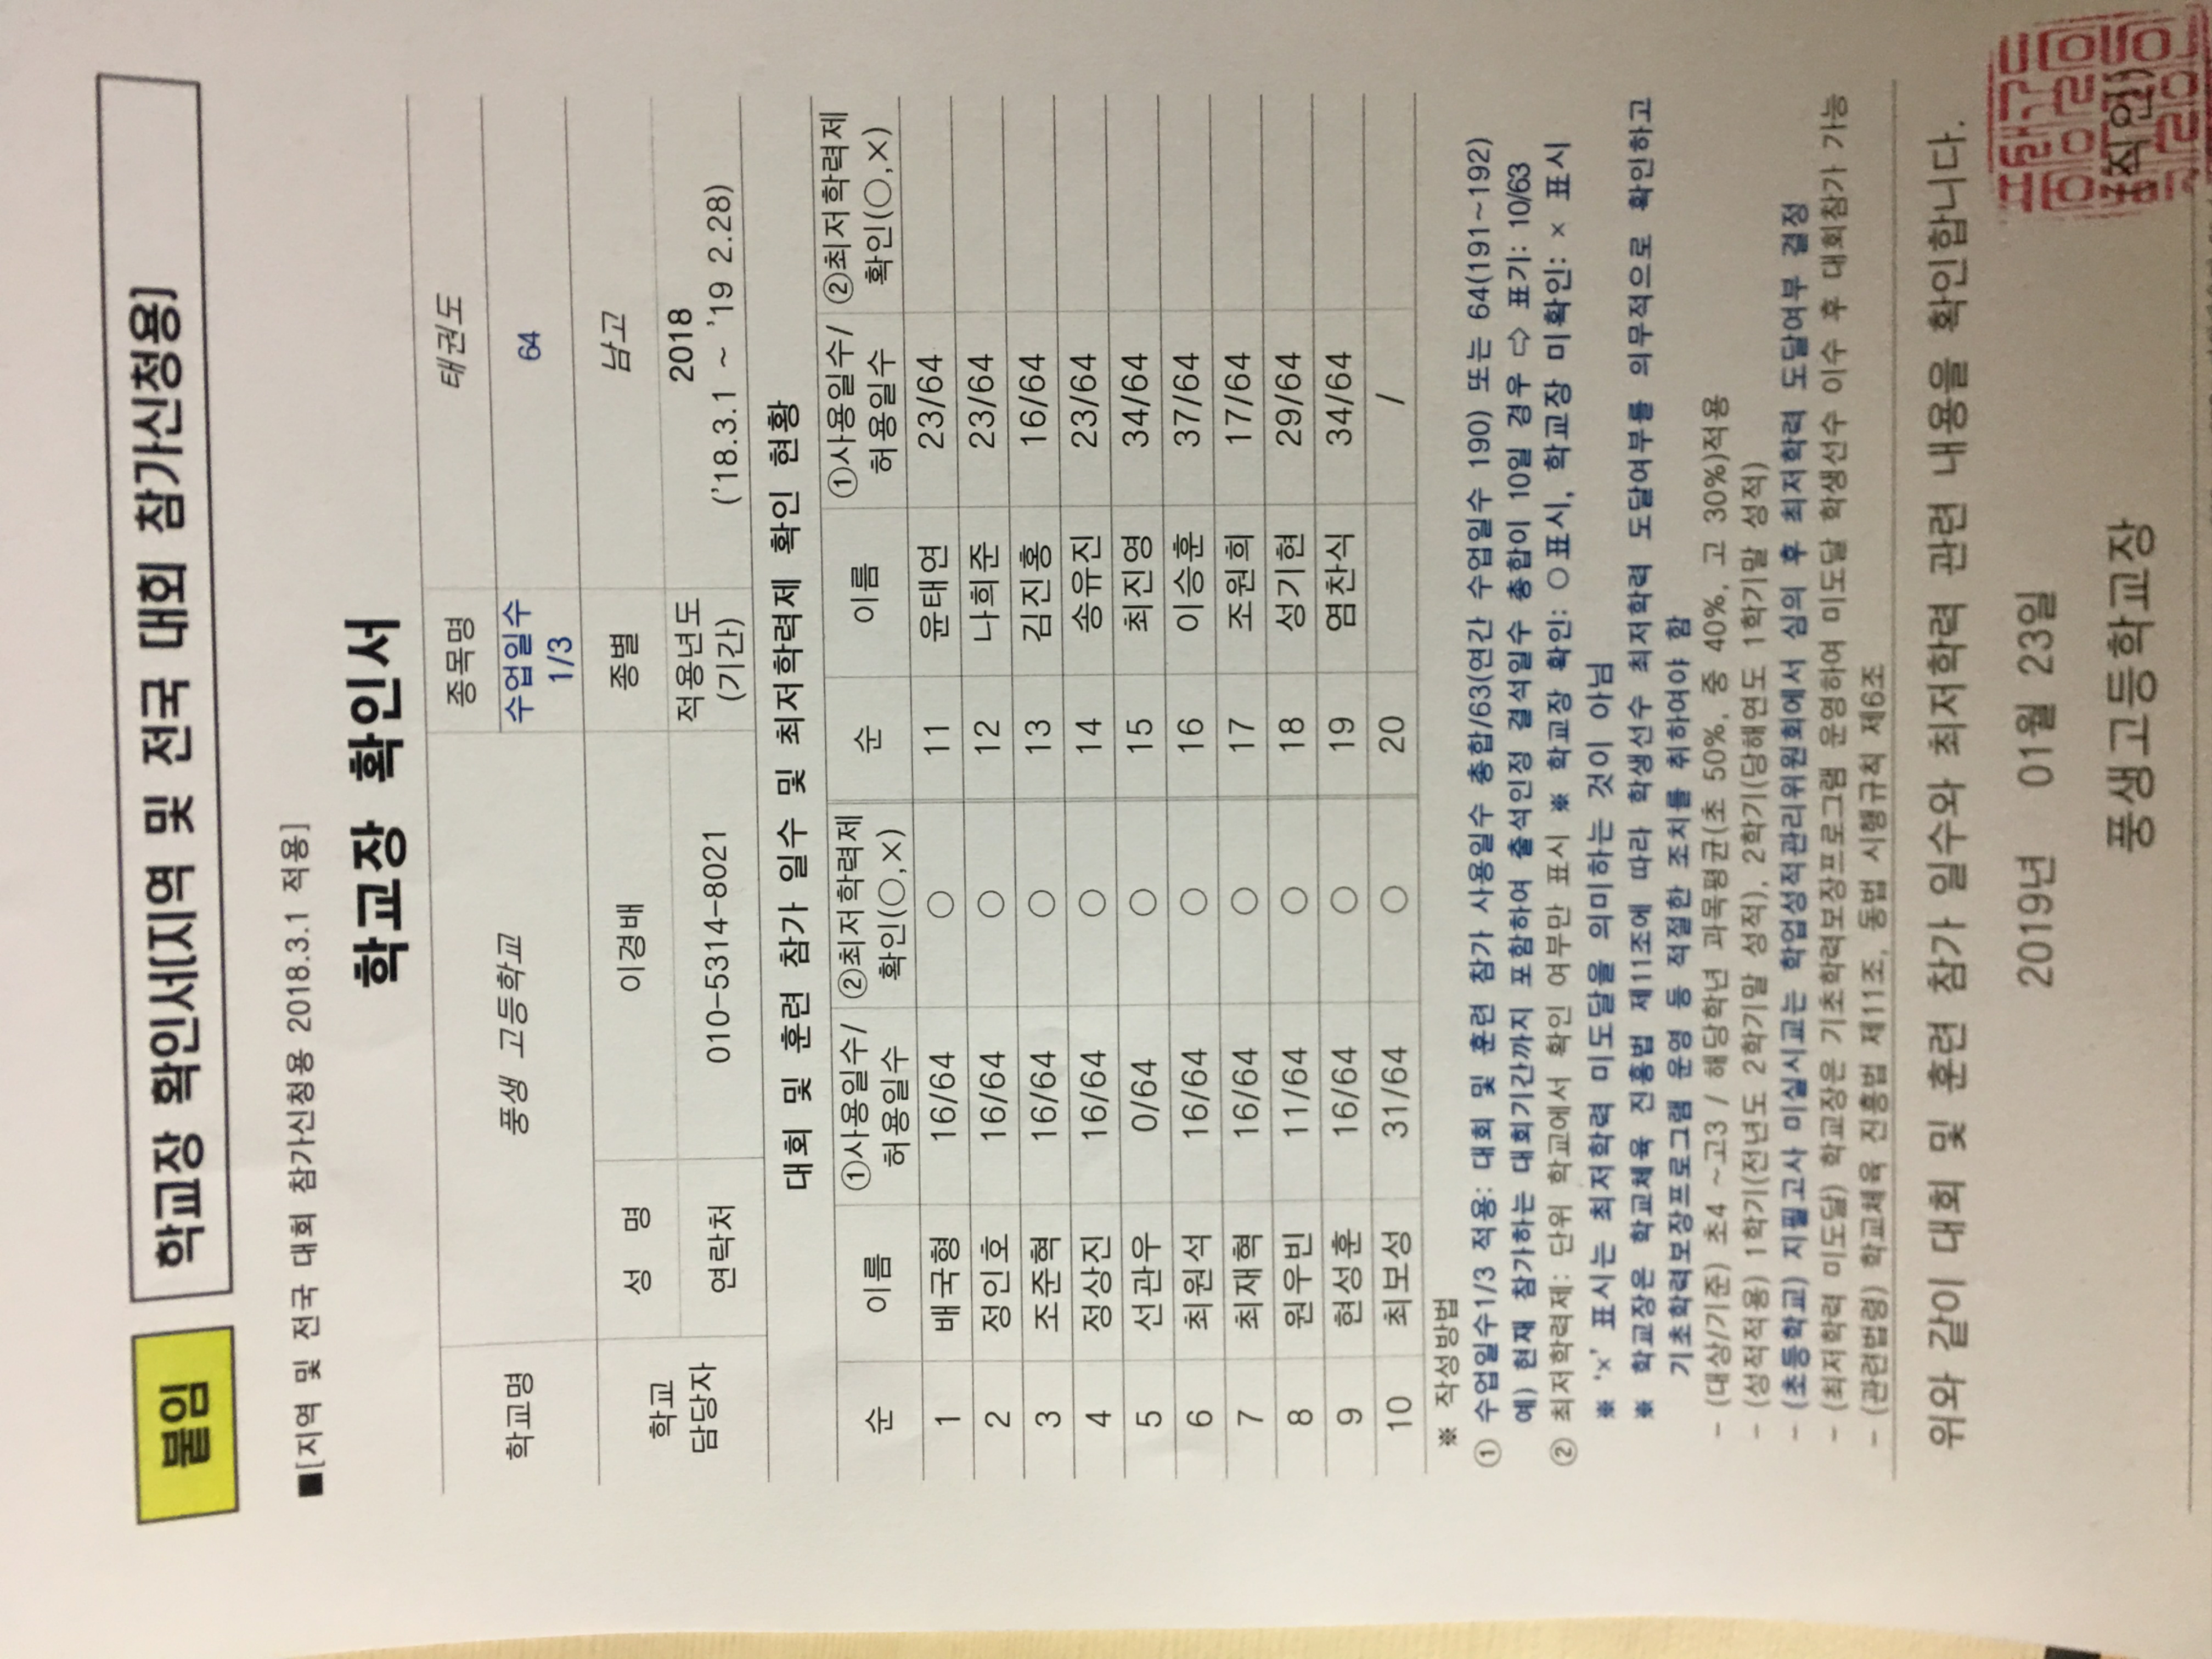 붙임
학교장 확인서[지역 및 전국 대회 참가신청용]
■[지역 및 전국 대회 참가신청용 2018.3.1 적용]
학교장 확인서
학교명 풍생 고등학교 종목명 태권도
수업일수 1/3 64
학교 담당자 성 명 이경배 종별 남고
연락처 010-5314-8021 적용년도 (기간) 2018 ('18.3.1 ~ '19 2.28)
대회 및 훈련 참가 일수 및 최저학력제 확인 현황
순 이름 ①사용일수/허용일수 ②최저학력제 확인(○,×) 순 이름 ①사용일수/허용일수 ②최저학력제 확인(○,×)
1 배국형 16/64 ○ 11 윤태연 23/64
2 정인호 16/64 ○ 12 나희준 23/64
3 조준혁 16/64 ○ 13 김진홍 16/64
4 정상진 16/64 ○ 14 송유진 23/64
5 선관우 0/64 ○ 15 최진영 34/64
6 최원석 16/64 ○ 16 이승훈 37/64
7 최재혁 16/64 ○ 17 조원희 17/64
8 원우빈 11/64 ○ 18 성기현 29/64
9 현성훈 16/64 ○ 19 염찬식 34/64
10 최보성 31/64 ○ 20 /
※ 작성방법
① 수업일수1/3 적용: 대회 및 훈련 참가 사용일수 총합/63(연간 수업일수 190) 또는 64(191~192)
예) 현재 참가하는 대회기간까지 포함하여 출석인정 결석일수 총합이 10일 경우 ⇨ 표기: 10/63
② 최저학력제: 단위 학교에서 확인 여부만 표시 ※ 학교장 확인: ○표시, 학교장 미확인: × 표시
※ '×' 표시는 최저학력 미도달을 의미하는 것이 아님
※ 학교장은 학교체육 진흥법 제11조에 따라 학생선수 최저학력 도달여부를 의무적으로 확인하고
기초학력보장프로그램 운영 등 적절한 조치를 취하여야 함
- (대상/기준) 초4 ~고3 / 해당학년 과목평균(초 50%, 중 40%, 고 30%)적용
- (성적적용) 1학기(전년도 2학기말 성적), 2학기(당해연도 1학기말 성적)
- (초등학교) 지필고사 미실시교는 학업성적관리위원회에서 심의 후 최저학력 도달여부 결정
- (최저학력 미도달) 학교장은 기초학력보장프로그램 운영하여 미도달 학생선수 이수 후 대회참가 가능
- (관련법령) 학교체육 진흥법 제11조, 동법 시행규칙 제6조
위와 같이 대회 및 훈련 참가 일수와 최저학력 관련 내용을 확인합니다.
2019년 01월 23일
풍생고등학교장 (직인)